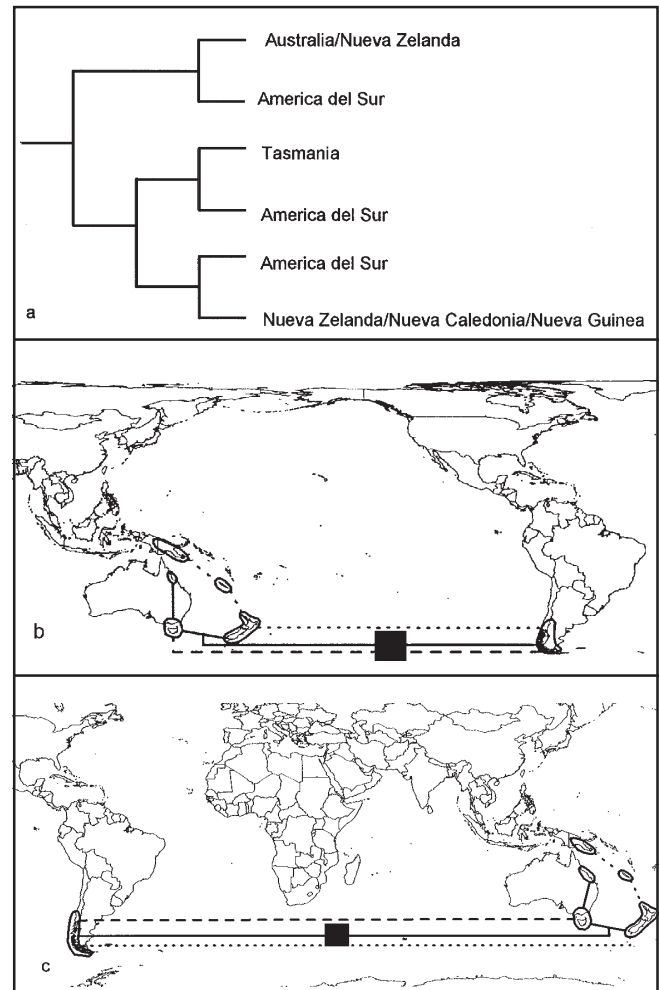 Australia/Nueva Zelanda
America del Sur
Tasmania
America del Sur
America del Sur
Nueva Zelanda/Nueva Caledonia/Nueva Guinea
a
b
c